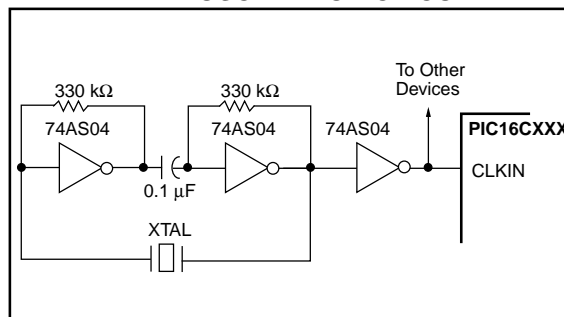 330 kΩ
330 kΩ
To Other
Devices
74AS04
74AS04
74AS04
PIC16CXXX
CLKIN
0.1 µF
XTAL